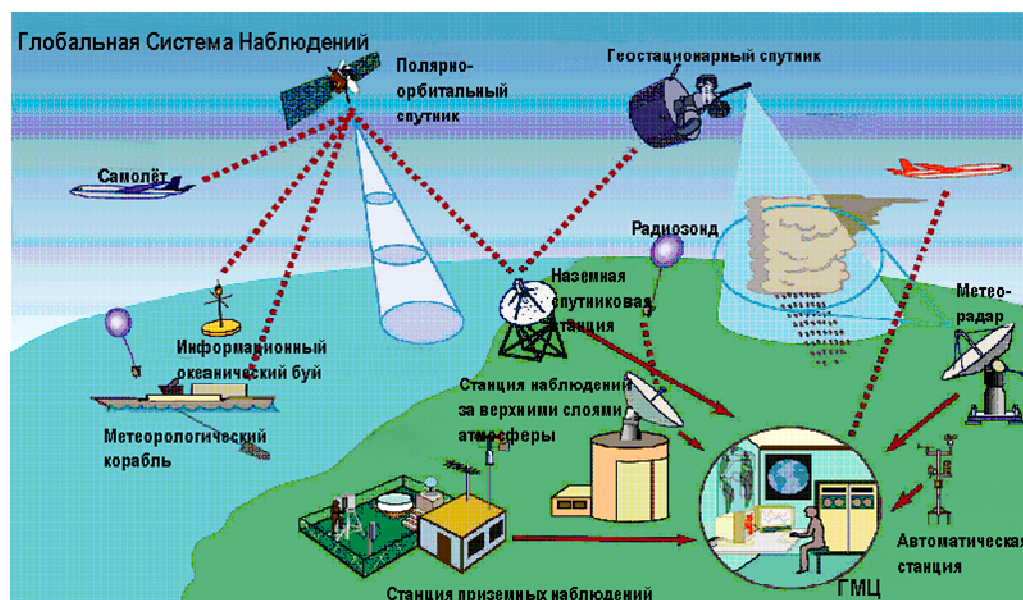 Глобальная Система Наблюдений
Полярно-
орбитальный
спутник
Геостационарный спутник
Самолёт
Радиозонд
Наземная
спутниковая
станция
Метео-
радар
Информационный
океанический буй
Станция наблюдений
за верхними слоями
атмосферы
Метеорологический
корабль
Автоматическая
станция
ГМЦ
Станция приземных наблюдений